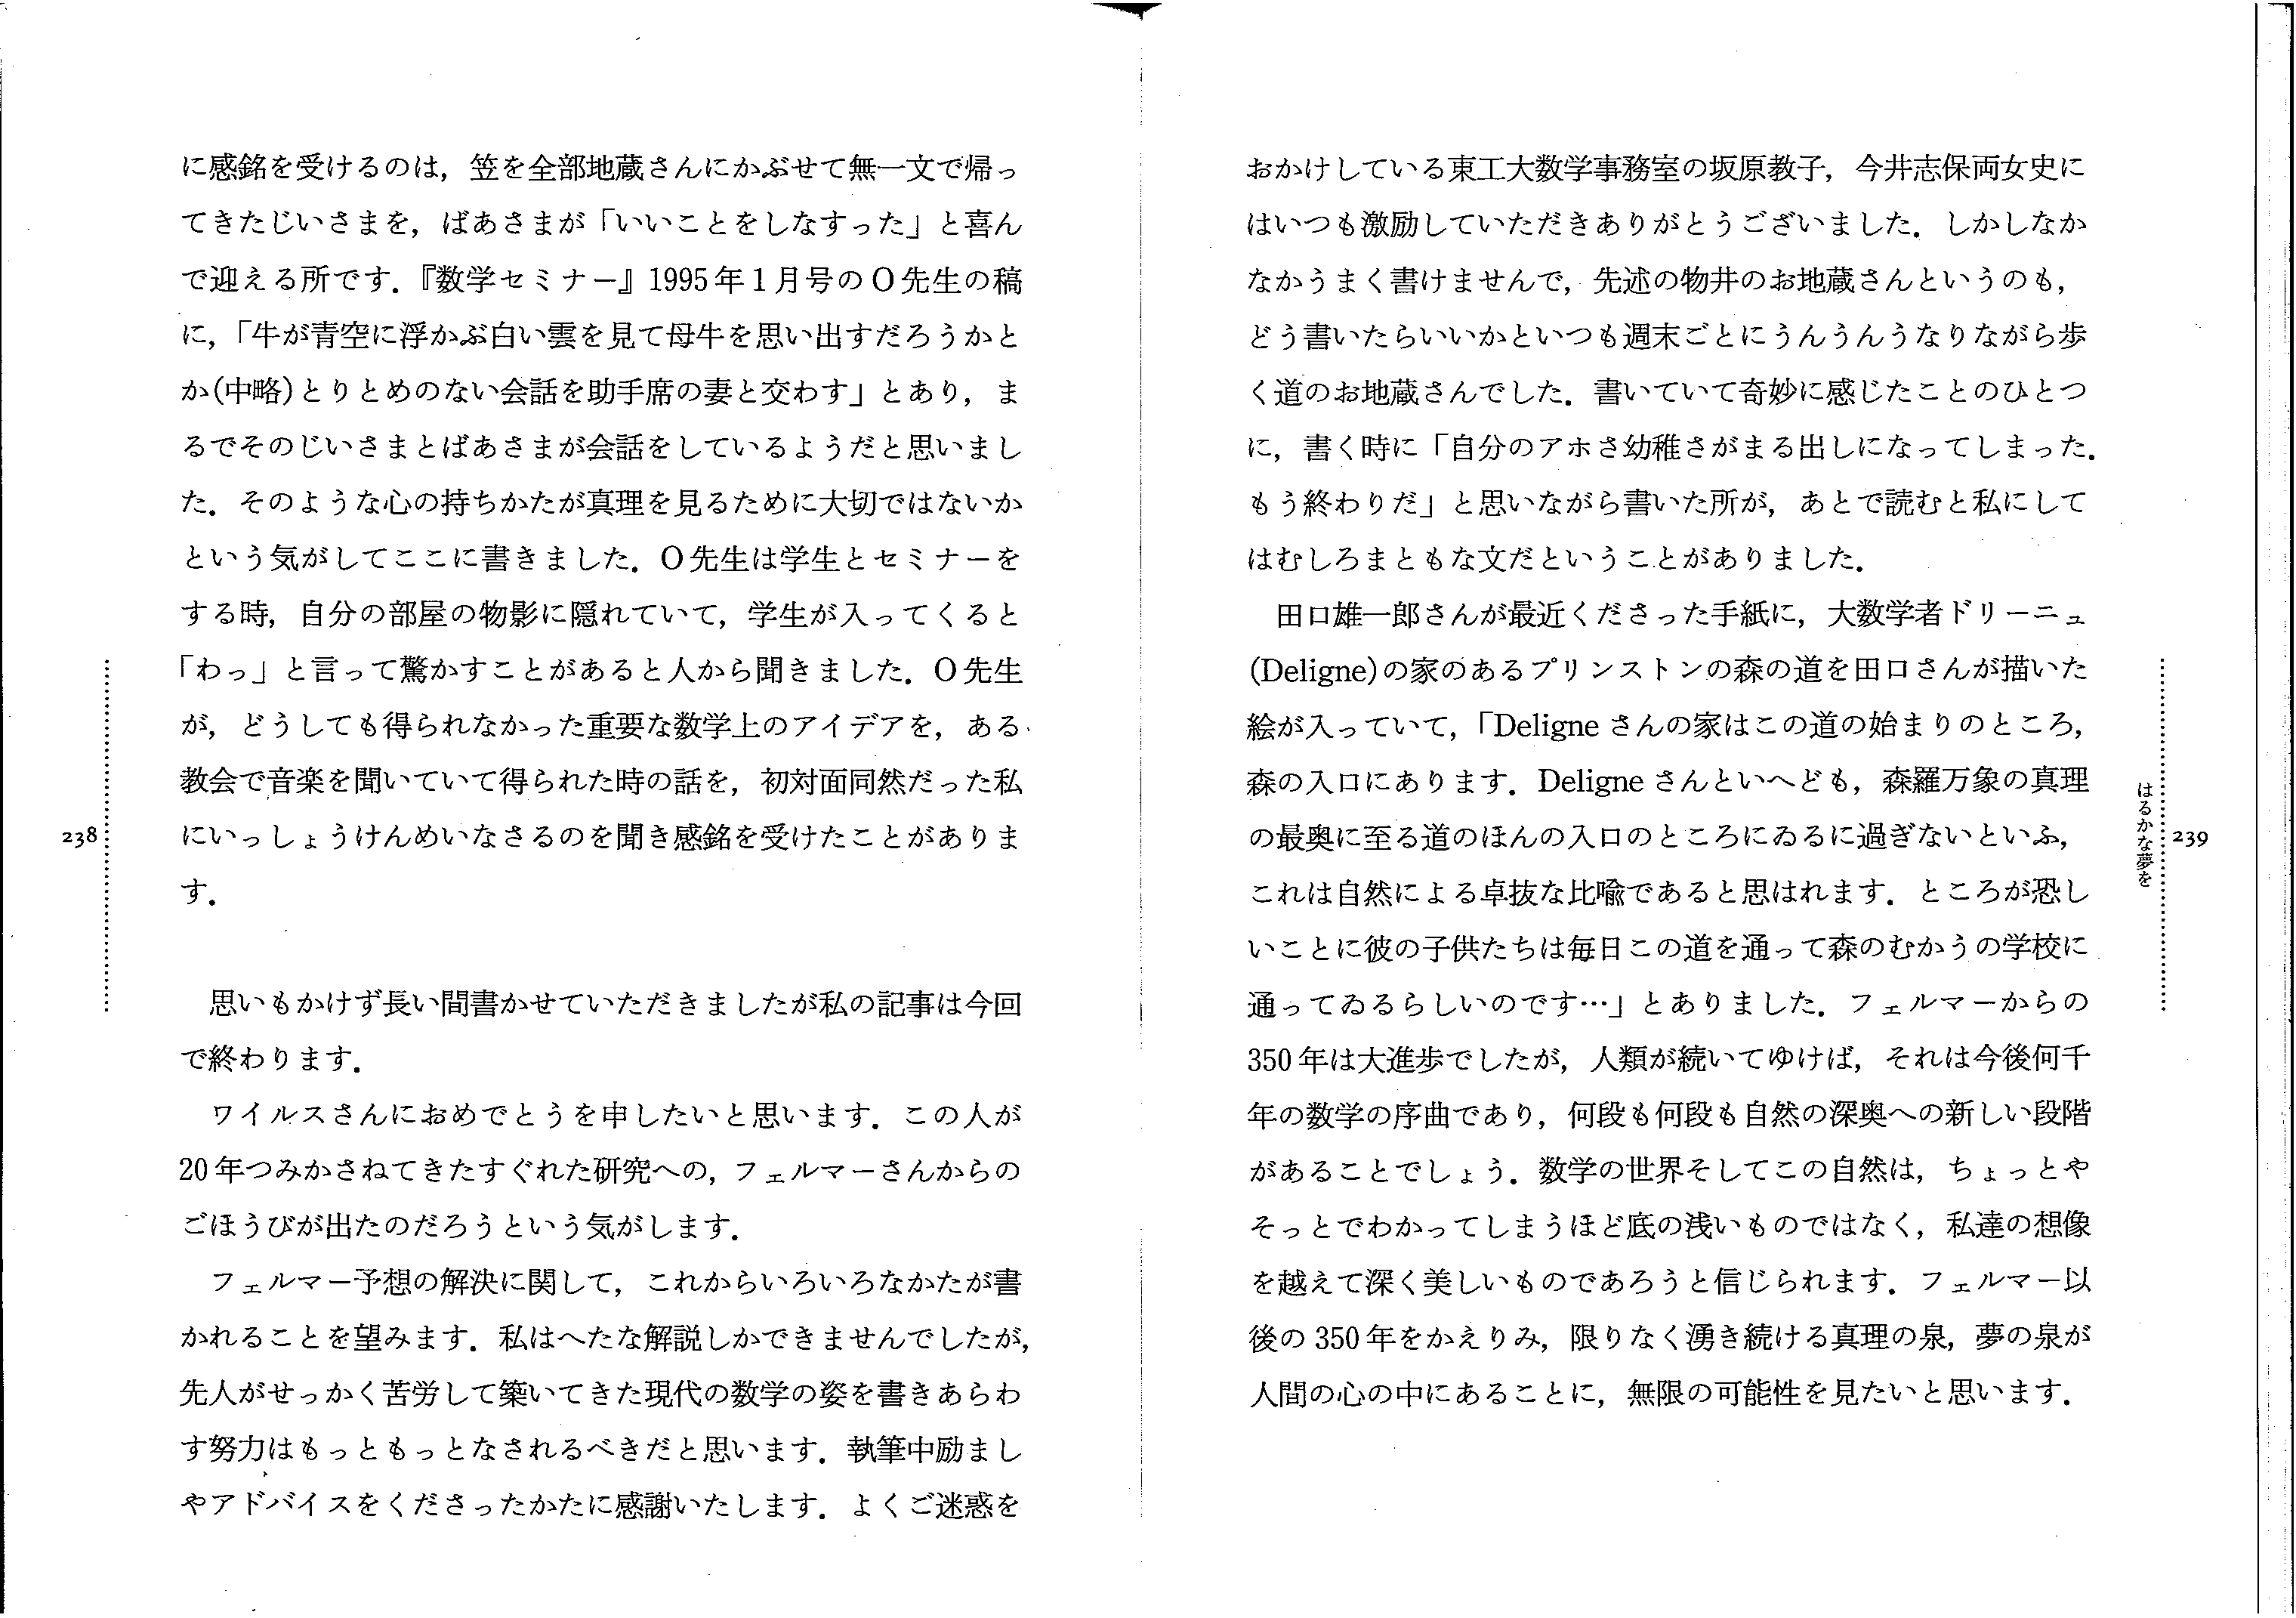 に感銘を受けるのは，笠を全部地蔵さんにかぶせて無一文で帰っ
てきたじいさまを，ばあさまが「いいことをしなすった」と喜ん
で迎える所です．『数学セミナー』1995年1月号のO先生の稿
に，「牛が青空に浮かぶ白い雲を見て母牛を思い出すだろうかと
か(中略)とりとめのない会話を助手席の妻と交わす」とあり，ま
るでそのじいさまとばあさまが会話をしているようだと思いまし
た．そのような心の持ちかたが真理を見るために大切ではないか
という気がしてここに書きました．O先生は学生とセミナーを
する時，自分の部屋の物影に隠れていて，学生が入ってくると
「わっ」と言って驚かすことがあると人から聞きました．O先生
が，どうしても得られなかった重要な数学上のアイデアを，ある
教会で音楽を聞いていて得られた時の話を，初対面同然だった私
にいっしょうけんめいなさるのを聞き感銘を受けたことがありま
す．
思いもかけず長い間書かせていただきましたが私の記事は今回
で終わります．
ワイルスさんにおめでとうを申したいと思います．この人が
20年つみかさねてきたすぐれた研究への，フェルマーさんからの
ごほうびが出たのだろうという気がします．
フェルマー予想の解決に関して，これからいろいろなかたが書
かれることを望みます．私はへたな解説しかできませんでしたが，
先人がせっかく苦労して築いてきた現代の数学の姿を書きあらわ
す努力はもっともっとなされるべきだと思います．執筆中励まし
やアドバイスをくださったかたに感謝いたします．よくご迷惑を
238
おかけしている東工大数学事務室の坂原教子，今井志保両女史に
はいつも激励していただきありがとうございました．しかしなか
なかうまく書けませんで，先述の物井のお地蔵さんというのも，
どう書いたらいいかといつも週末ごとにうんうんうなりながら歩
く道のお地蔵さんでした．書いていて奇妙に感じたことのひとつ
に，書く時に「自分のアホさ幼稚さがまる出しになってしまった．
もう終わりだ」と思いながら書いた所が，あとで読むと私にして
はむしろまともな文だということがありました．
田口雄一郎さんが最近くださった手紙に，大数学者ドリーニュ
(Deligne)の家のあるプリンストンの森の道を田口さんが描いた
絵が入っていて，「Deligneさんの家はこの道の始まりのところ，
森の入口にあります．Deligneさんといへども，森羅万象の真理
の最奥に至る道のほんの入口のところにゐるに過ぎないといふ，
これは自然による卓抜な比喩であると思はれます．ところが恐し
いことに彼の子供たちは毎日この道を通って森のむかうの学校に
通ってゐるらしいのです…」とありました．フェルマーからの
350年は大進歩でしたが，人類が続いてゆけば，それは今後何千
年の数学の序曲であり，何段も何段も自然の深奥への新しい段階
があることでしょう．数学の世界そしてこの自然は，ちょっとや
そっとでわかってしまうほど底の浅いものではなく，私達の想像
を越えて深く美しいものであろうと信じられます．フェルマー以
後の350年をかえりみ，限りなく湧き続ける真理の泉，夢の泉が
人間の心の中にあることに，無限の可能性を見たいと思います．
はるかな夢を
239